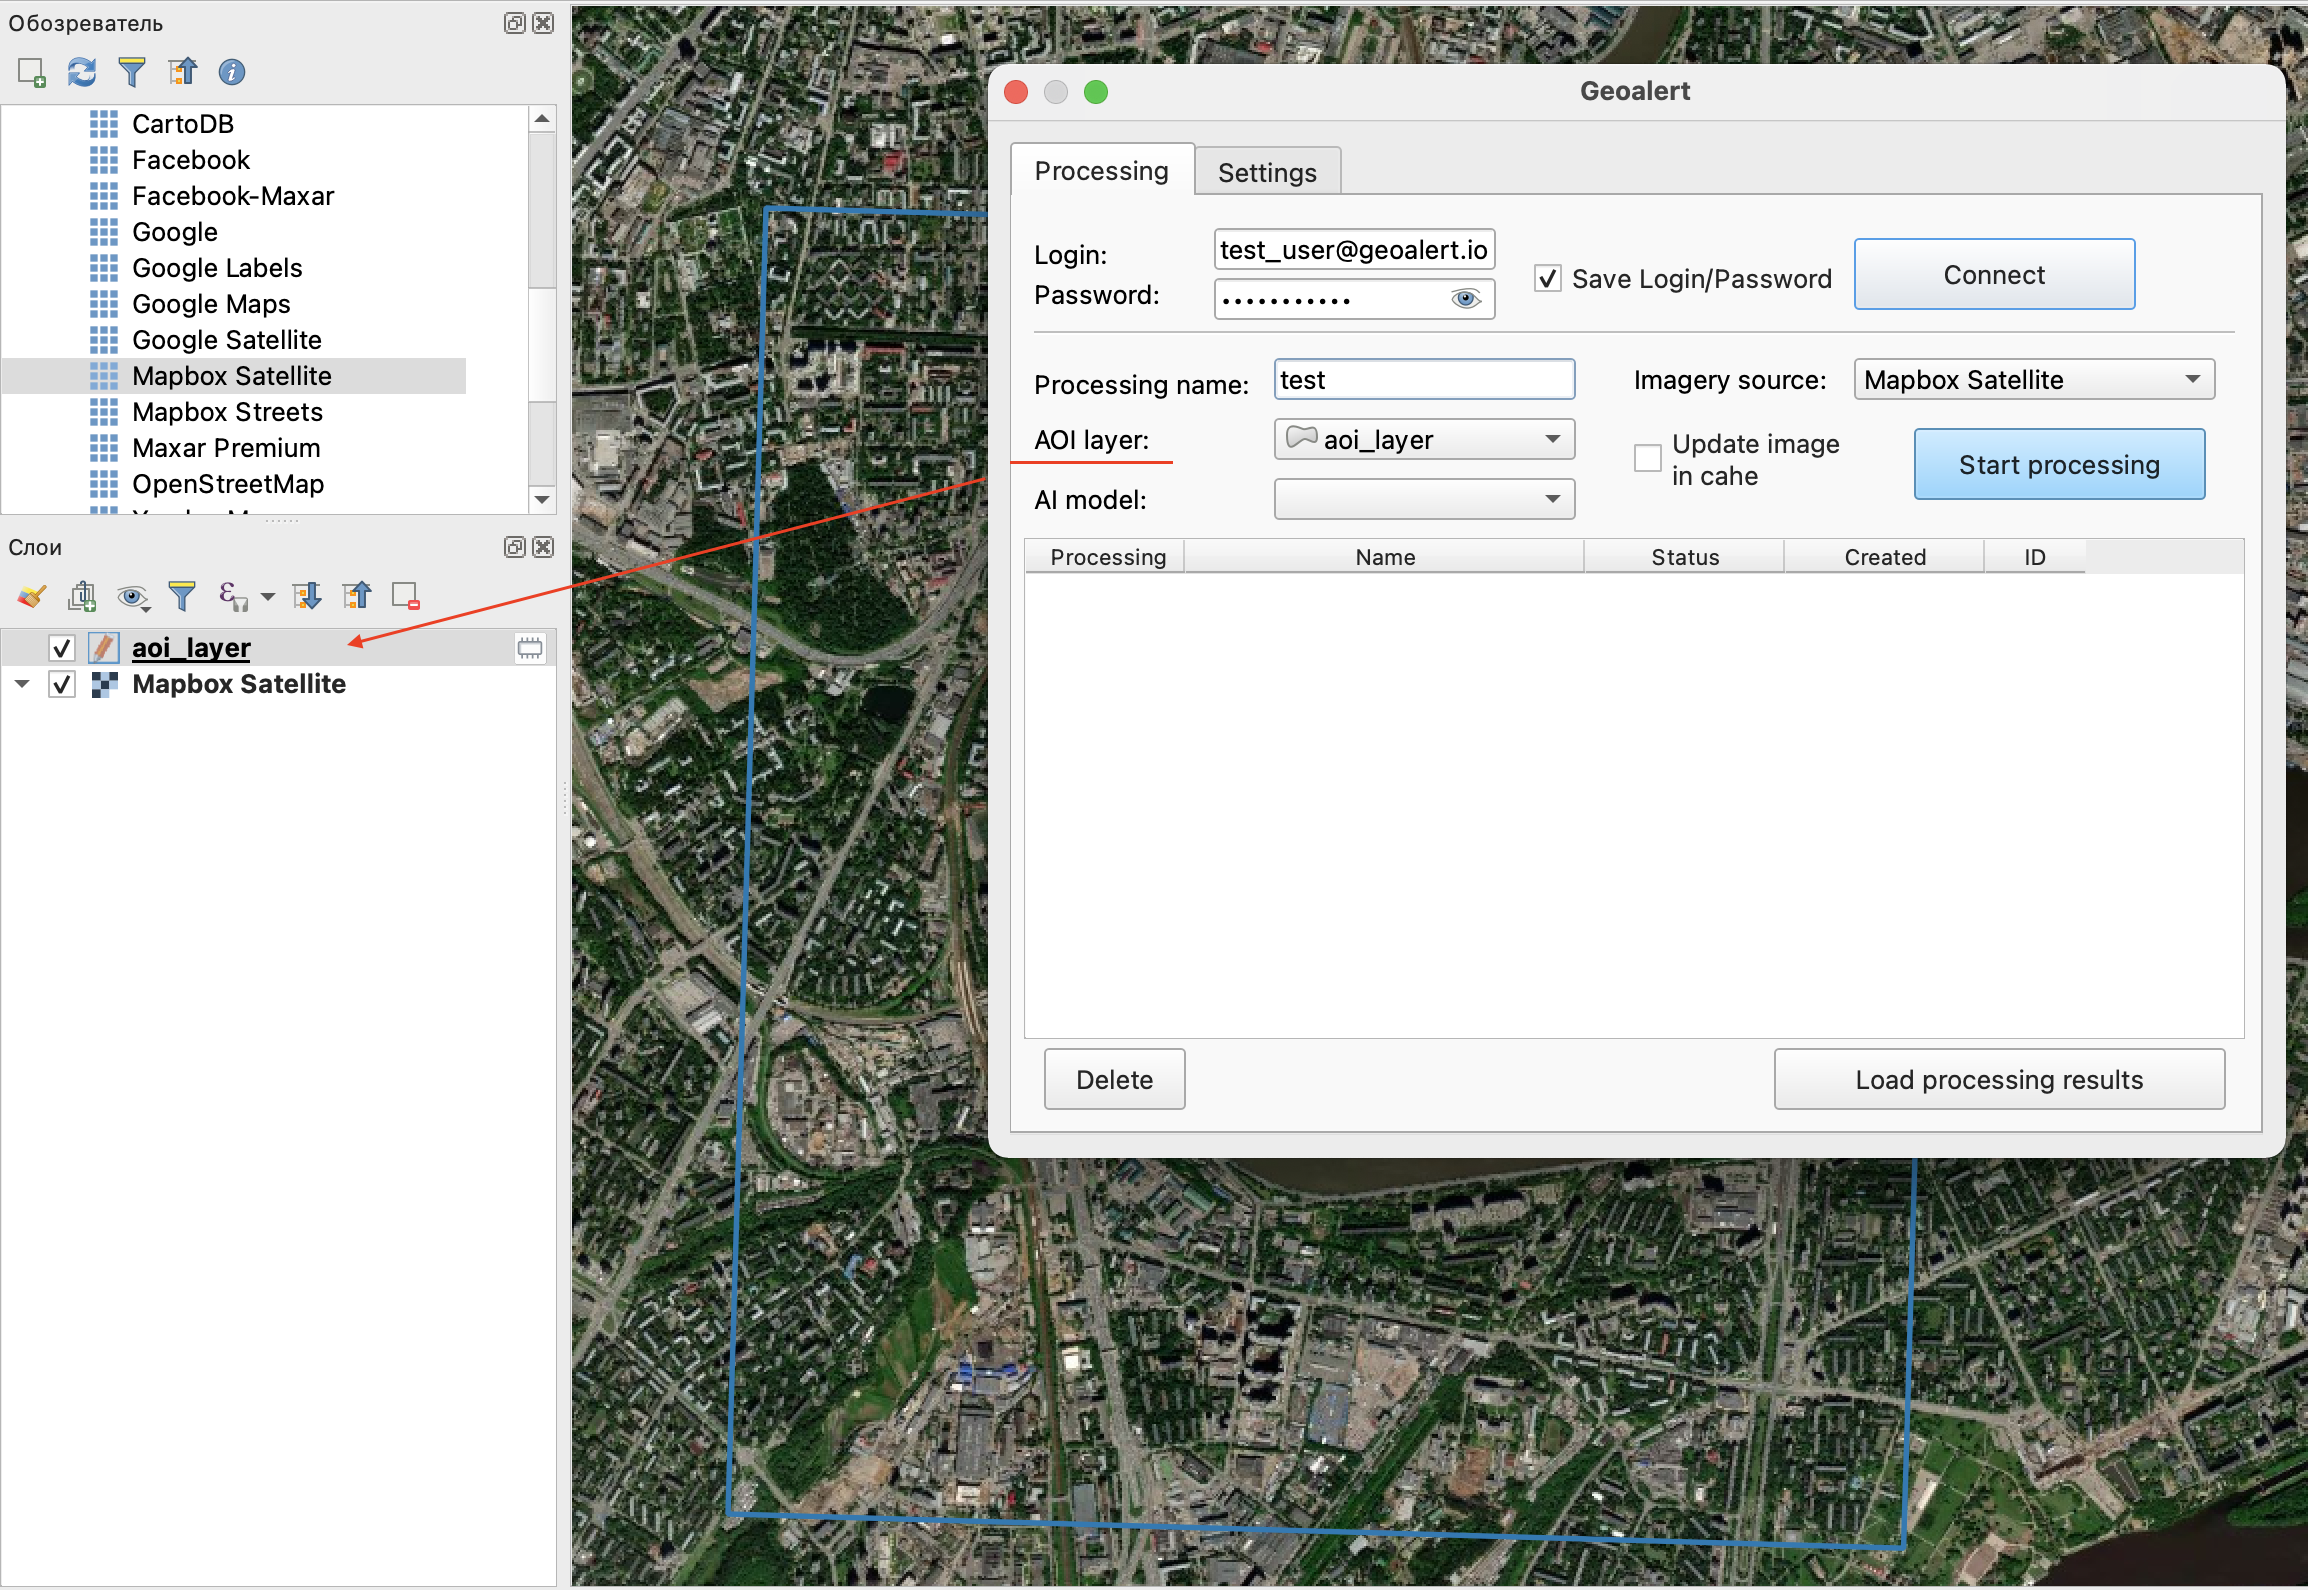 Обозреватель
CartoDB
Facebook
Facebook-Maxar
Google
Google Labels
Google Maps
Google Satellite
Mapbox Satellite
Mapbox Streets
Maxar Premium
OpenStreetMap
Слои
aoi_layer
Mapbox Satellite
Geoalert
Processing Settings
Login: test_user@geoalert.io
Password: •••••••••••
Save Login/Password
Connect
Processing name: test
Imagery source: Mapbox Satellite
AOI layer: aoi_layer
Update image
in cahe
Start processing
AI model:
Processing Name Status Created ID
Delete
Load processing results